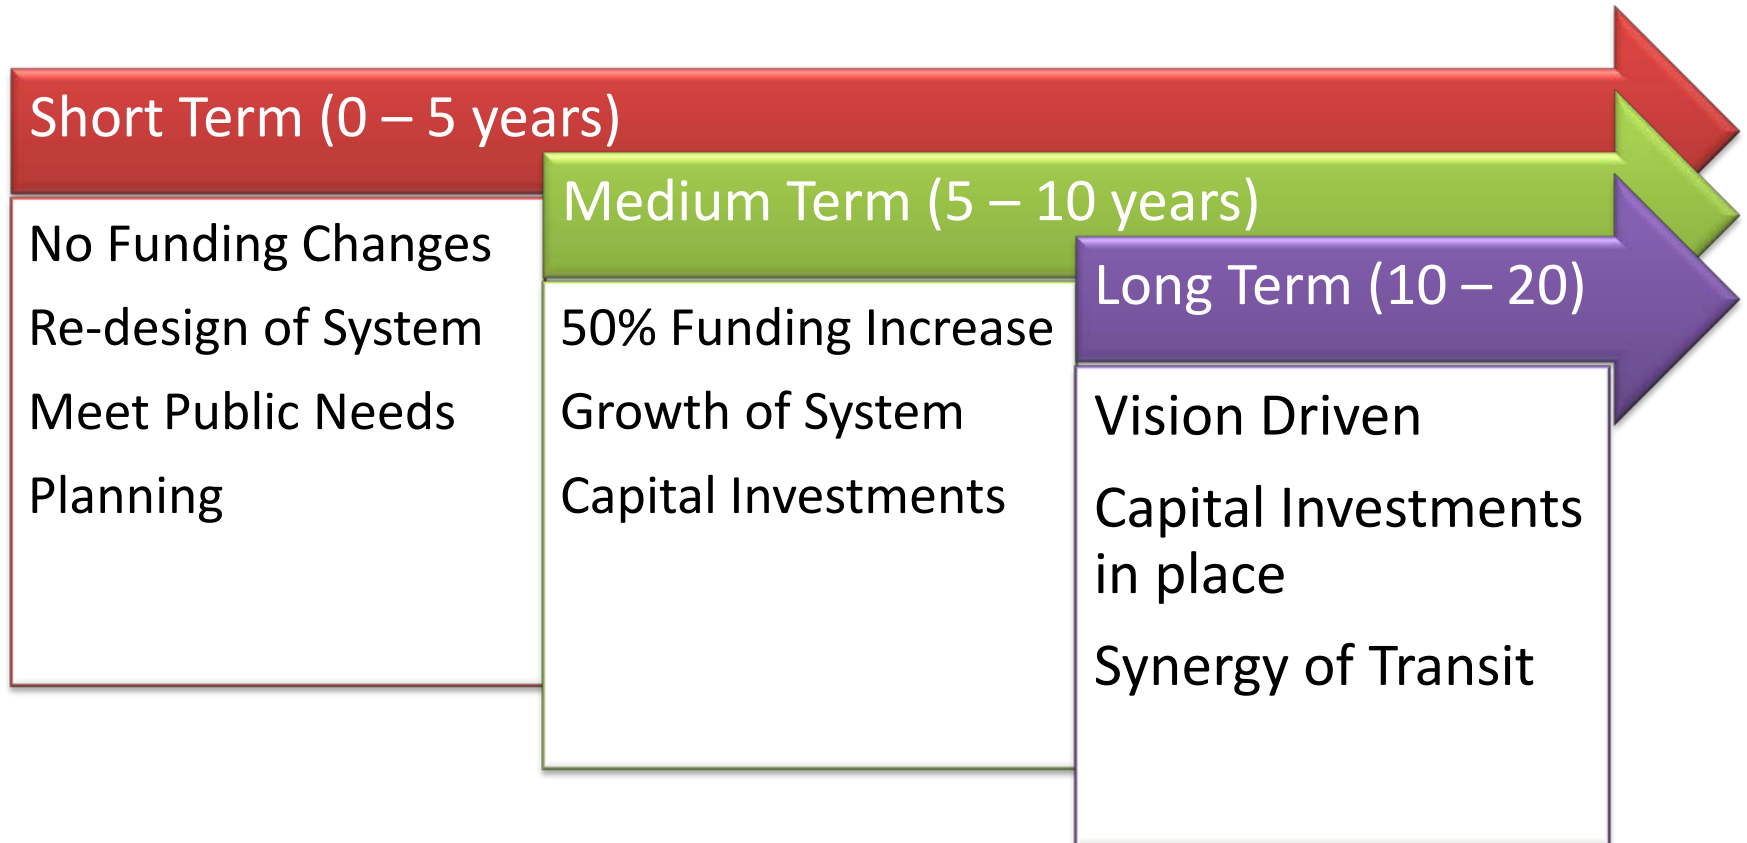 Short Term (0 – 5 years)
No Funding Changes
Re-design of System
Meet Public Needs
Planning
Medium Term (5 – 10 years)
50% Funding Increase
Growth of System
Capital Investments
Long Term (10 – 20)
Vision Driven
Capital Investments
in place
Synergy of Transit